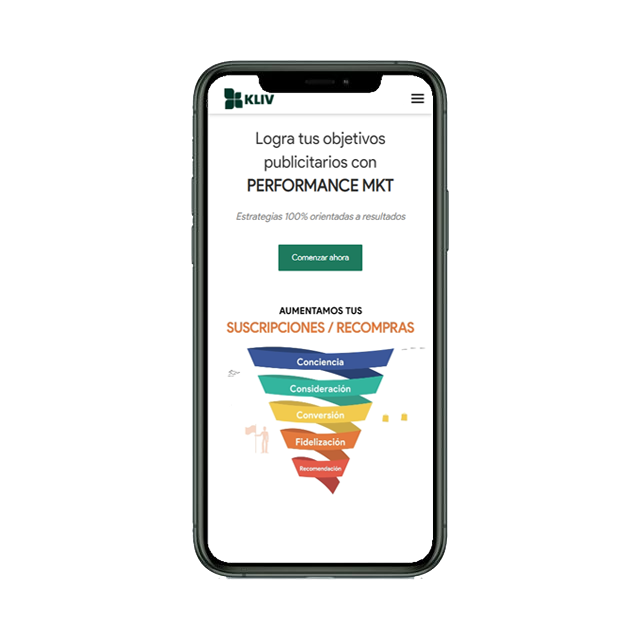 KLIV
Logra tus objetivos
publicitarios con
PERFORMANCE MKT
Estrategias 100% orientadas a resultados
Comenzar ahora
AUMENTAMOS TUS
SUSCRIPCIONES / RECOMPRAS
Conciencia
Consideración
Conversión
Fidelización
Recomendación